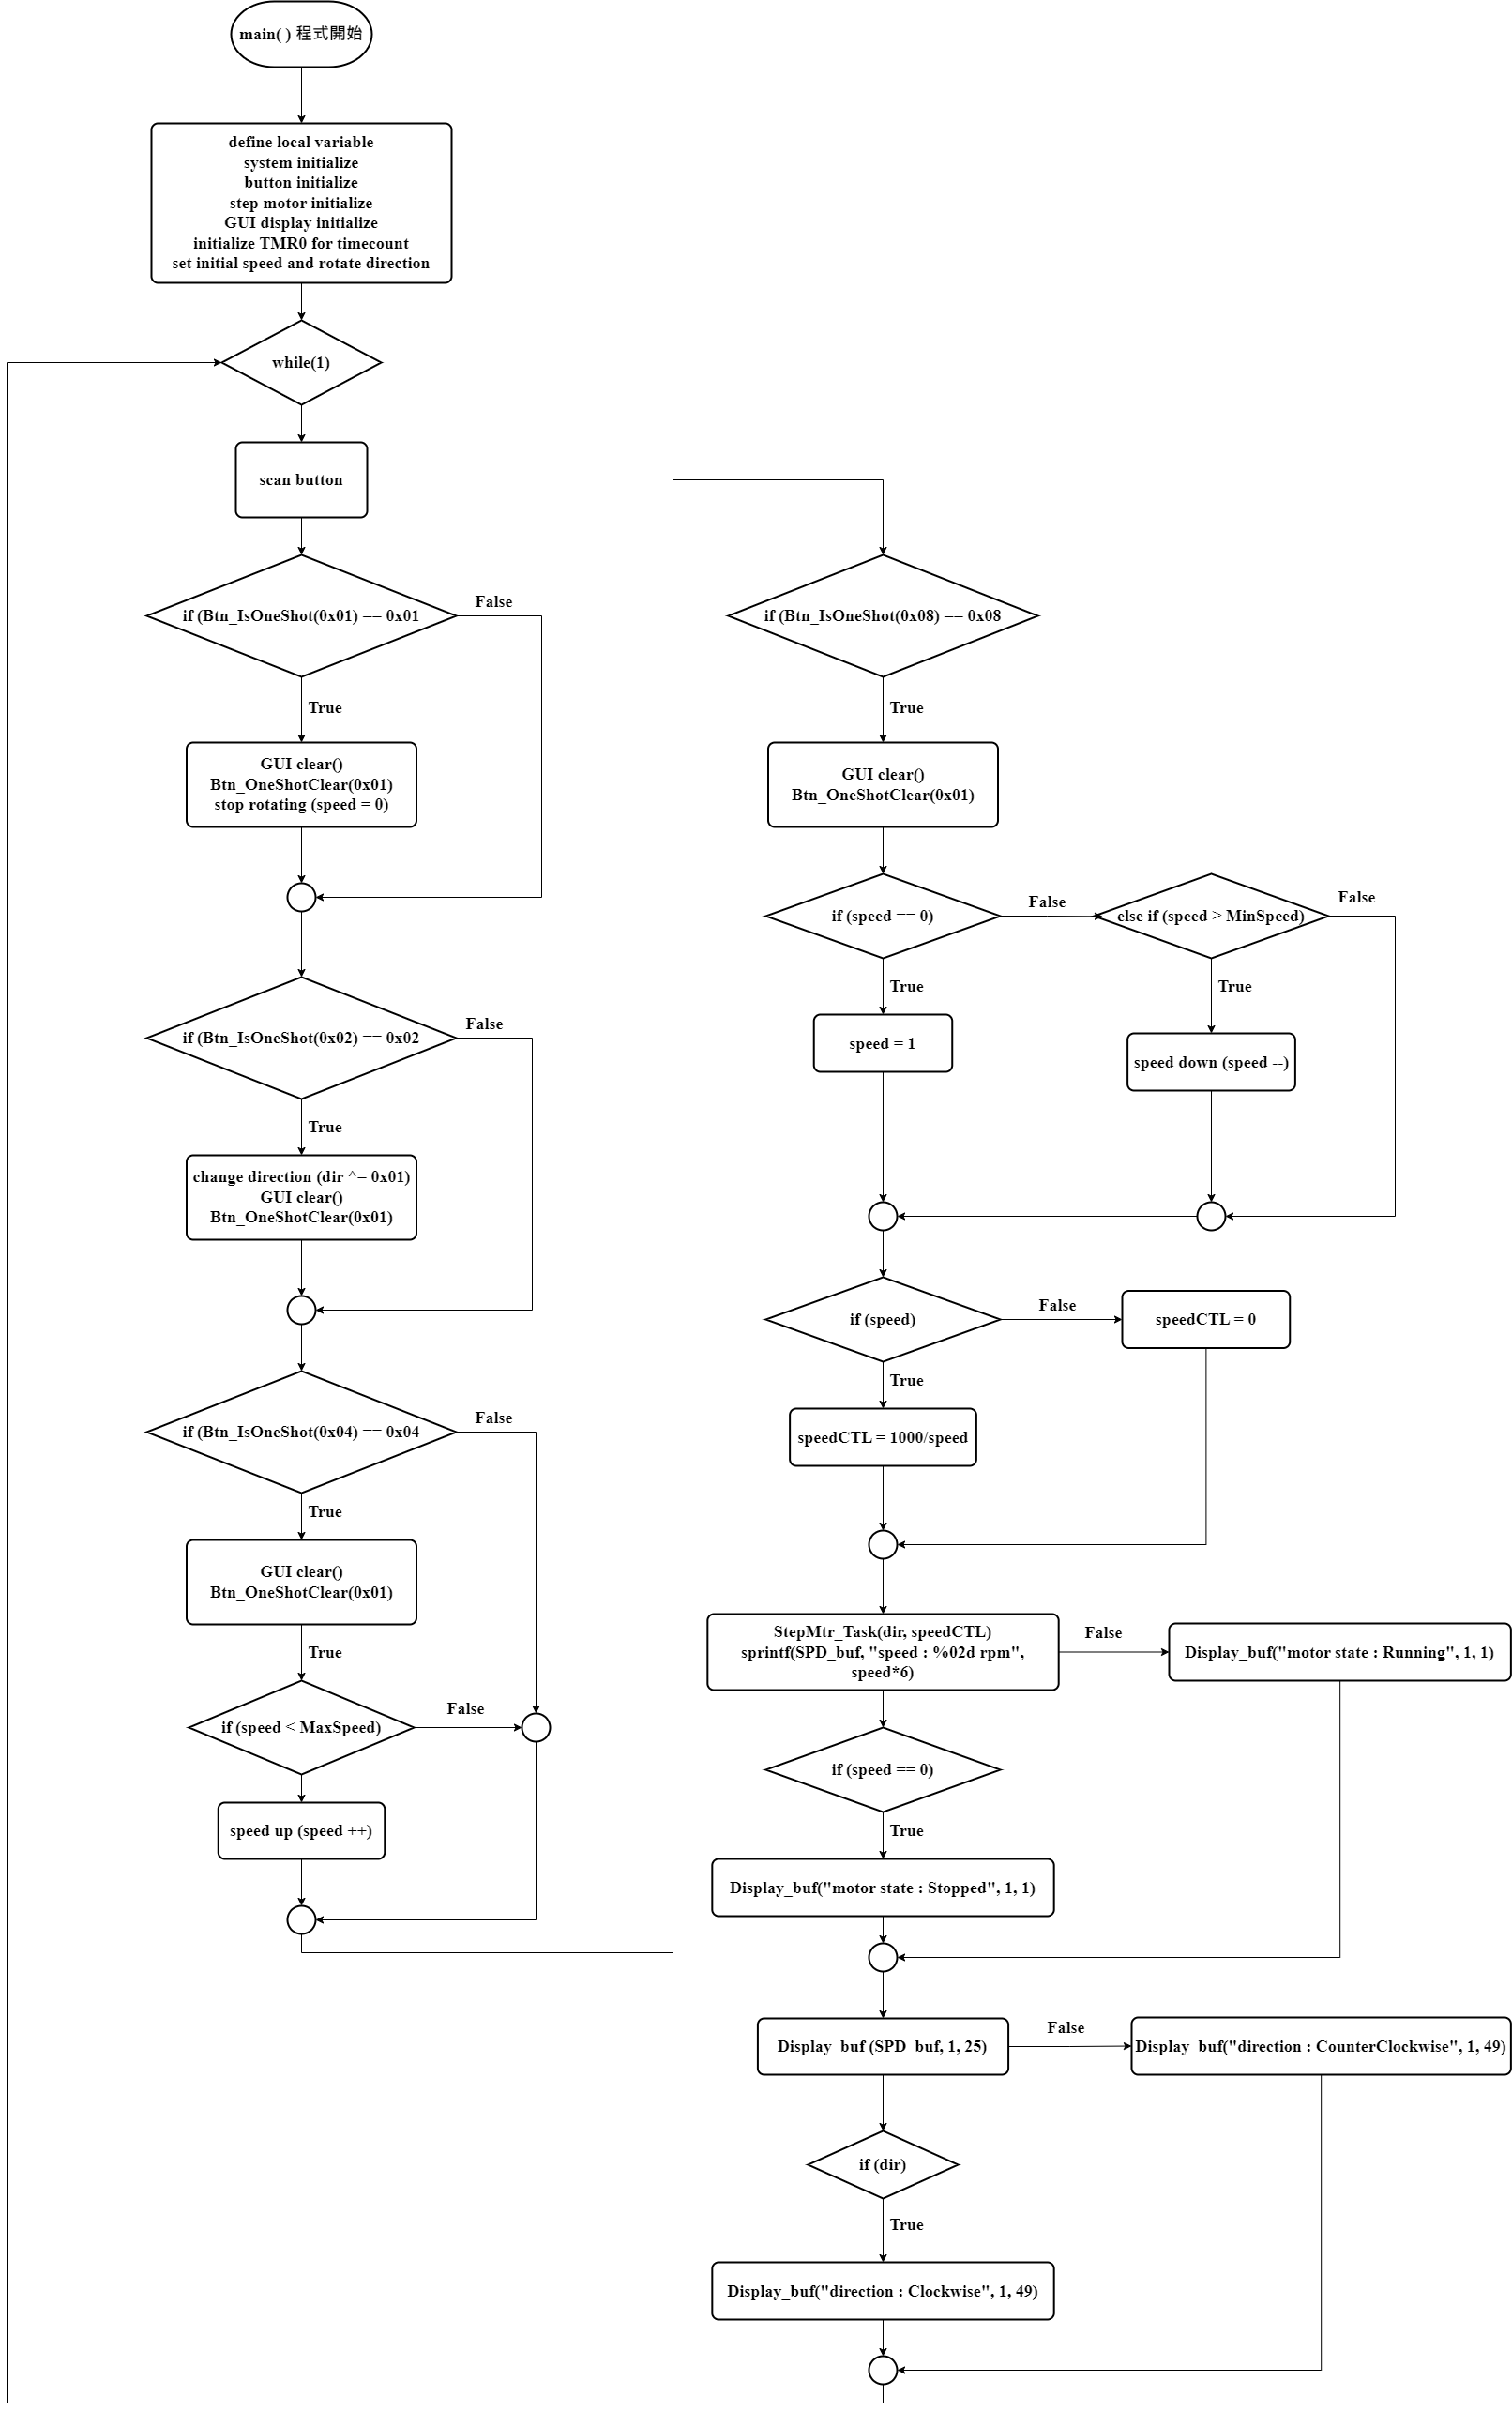 main( ) 程式開始
define local variable
system initialize
button initialize
step motor initialize
GUI display initialize
initialize TMR0 for timecount
set initial speed and rotate direction
while(1)
scan button
if (Btn_IsOneShot(0x01) == 0x01
False
True
GUI clear()
Btn_OneShotClear(0x01)
stop rotating (speed = 0)
if (Btn_IsOneShot(0x02) == 0x02
False
True
change direction (dir ^= 0x01)
GUI clear()
Btn_OneShotClear(0x01)
if (Btn_IsOneShot(0x04) == 0x04
False
True
GUI clear()
Btn_OneShotClear(0x01)
True
if (speed < MaxSpeed)
False
speed up (speed ++)
if (Btn_IsOneShot(0x08) == 0x08
True
GUI clear()
Btn_OneShotClear(0x01)
if (speed == 0)
False
else if (speed > MinSpeed)
False
True
True
speed = 1
speed down (speed --)
if (speed)
False
speedCTL = 0
True
speedCTL = 1000/speed
StepMtr_Task(dir, speedCTL)
sprintf(SPD_buf, "speed : %02d rpm",
speed*6)
False
Display_buf("motor state : Running", 1, 1)
if (speed == 0)
True
Display_buf("motor state : Stopped", 1, 1)
Display_buf (SPD_buf, 1, 25)
False
Display_buf("direction : CounterClockwise", 1, 49)
if (dir)
True
Display_buf("direction : Clockwise", 1, 49)